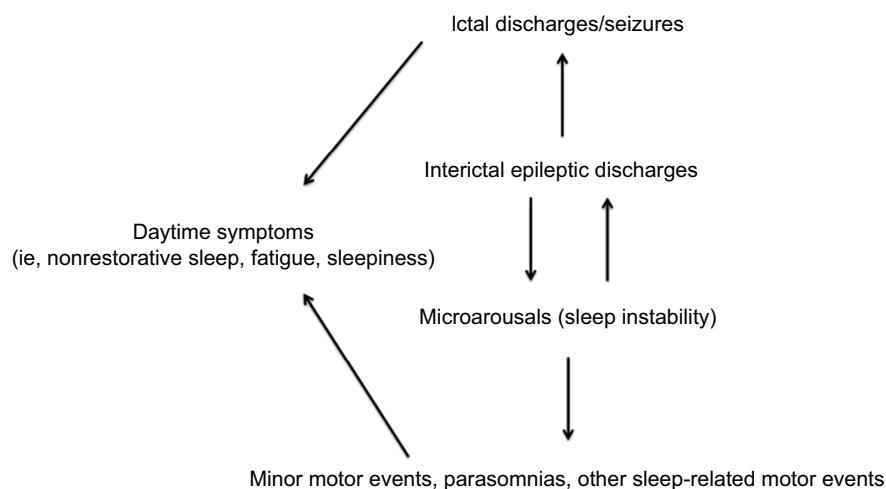 Ictal discharges/seizures
Interictal epileptic discharges
Daytime symptoms
(ie, nonrestorative sleep, fatigue, sleepiness)
Microarousals (sleep instability)
Minor motor events, parasomnias, other sleep-related motor events